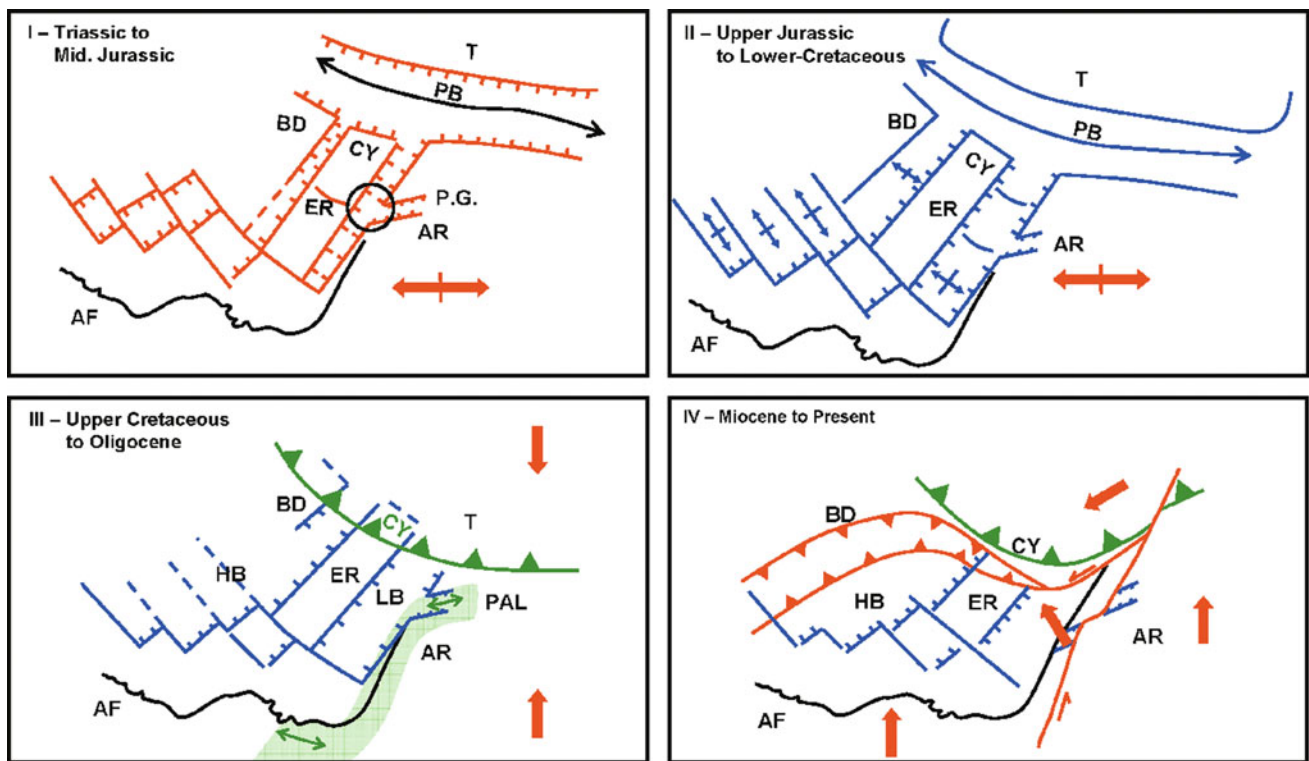 I – Triassic to
Mid. Jurassic
T
PB
BD
CY
ER
P.G.
AR
AF
II – Upper Jurassic
to Lower-Cretaceous
T
BD
PB
CY
ER
AR
AF
III – Upper Cretaceous
to Oligocene
BD
CY
T
HB
ER
LB
PAL
AR
AF
IV – Miocene to Present
BD
CY
HB
ER
AR
AF